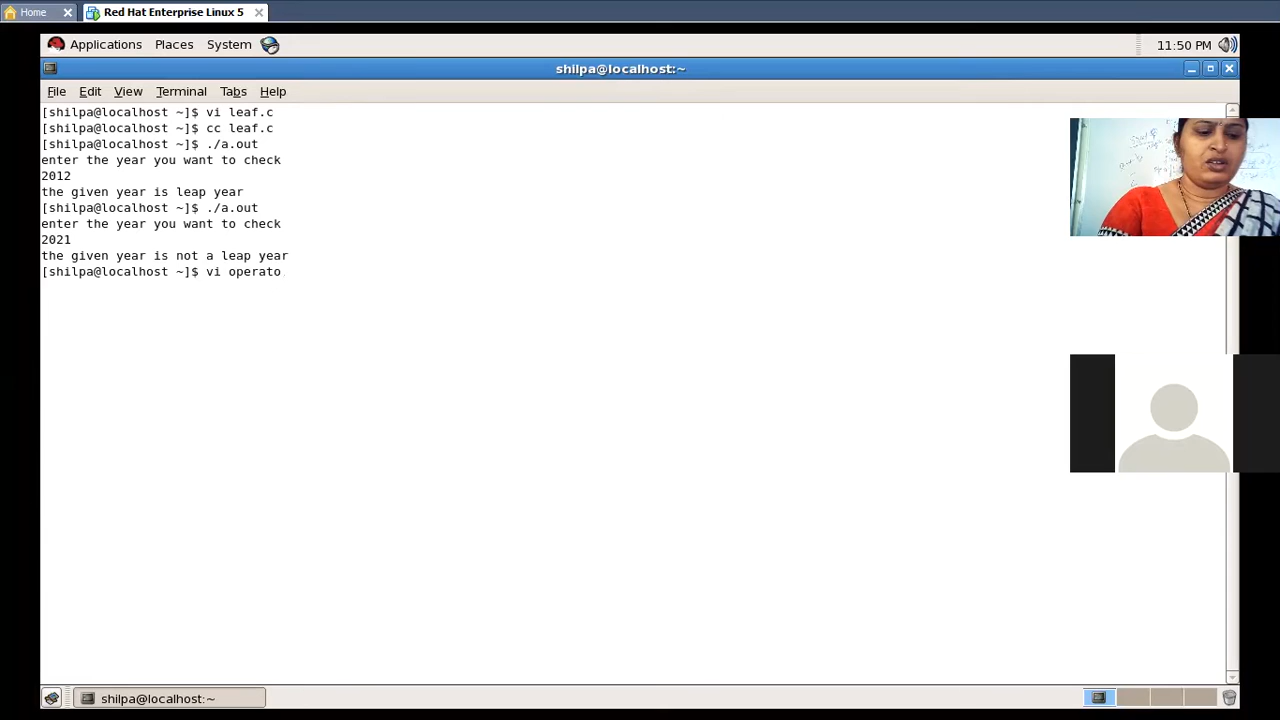 Home
Red Hat Enterprise Linux 5
Applications Places System
11:50 PM
shilpa@localhost:~
File Edit View Terminal Tabs Help
[shilpa@localhost ~]$ vi leaf.c
[shilpa@localhost ~]$ cc leaf.c
[shilpa@localhost ~]$ ./a.out
enter the year you want to check
2012
the given year is leap year
[shilpa@localhost ~]$ ./a.out
enter the year you want to check
2021
the given year is not a leap year
[shilpa@localhost ~]$ vi operato
shilpa@localhost:~